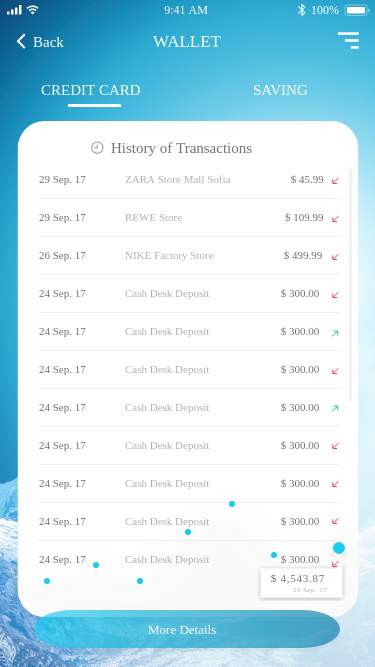 9:41 AM 100%
Back WALLET
CREDIT CARD SAVING
History of Transactions
29 Sep. 17 ZARA Store Mall Sofia $ 45.99
29 Sep. 17 REWE Store $ 109.99
26 Sep. 17 NIKE Factory Store $ 499.99
24 Sep. 17 Cash Desk Deposit $ 300.00
24 Sep. 17 Cash Desk Deposit $ 300.00
24 Sep. 17 Cash Desk Deposit $ 300.00
24 Sep. 17 Cash Desk Deposit $ 300.00
24 Sep. 17 Cash Desk Deposit $ 300.00
24 Sep. 17 Cash Desk Deposit $ 300.00
24 Sep. 17 Cash Desk Deposit $ 300.00
24 Sep. 17 Cash Desk Deposit $ 300.00
$ 4,543.87
29 Sep. 17
More Details